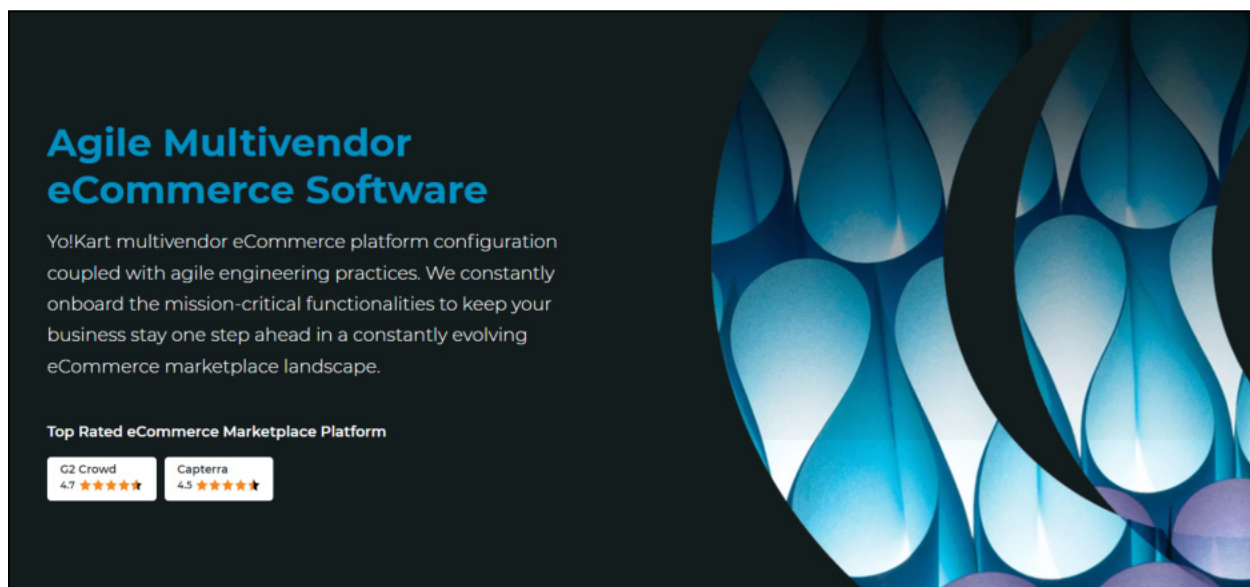 Agile Multivendor
eCommerce Software
Yo!Kart multivendor eCommerce platform configuration
coupled with agile engineering practices. We constantly
onboard the mission-critical functionalities to keep your
business stay one step ahead in a constantly evolving
eCommerce marketplace landscape.
Top Rated eCommerce Marketplace Platform
G2 Crowd
4.7
Capterra
4.5